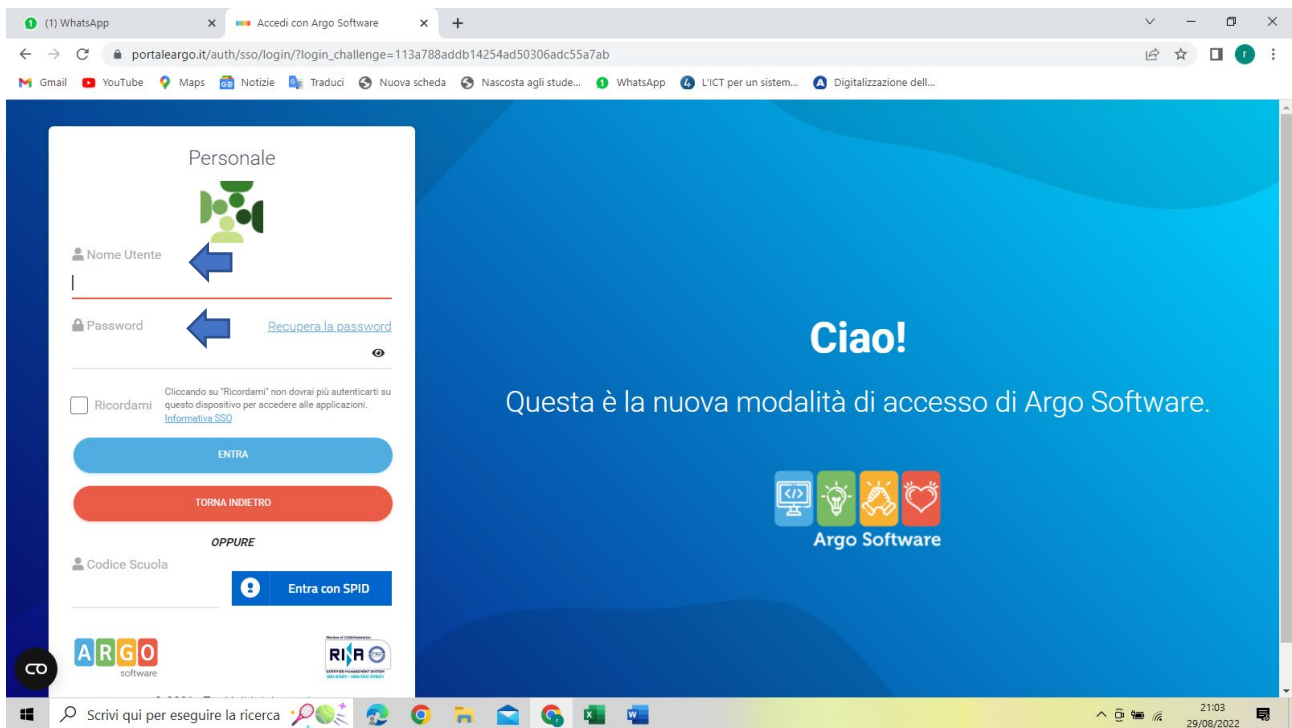 (1) WhatsApp
Accedi con Argo Software
portaleargo.it/auth/sso/login/?login_challenge=113a788addb14254ad50306adc55a7ab
Gmail YouTube Maps Notizie Traduci Nuova scheda Nascosta agli stude... WhatsApp L'ICT per un sistem... Digitalizzazione dell...
Personale
Nome Utente
Password Recupera la password
Ricordami
Cliccando su "Ricordami" non dovrai più autenticarti su
questo dispositivo per accedere alle applicazioni.
Informativa SSO
ENTRA
TORNA INDIETRO
OPPURE
Codice Scuola
Entra con SPID
ARGO
software
RINA
Ciao!
Questa è la nuova modalità di accesso di Argo Software.
Argo Software
Scrivi qui per eseguire la ricerca
21:03
29/08/2022